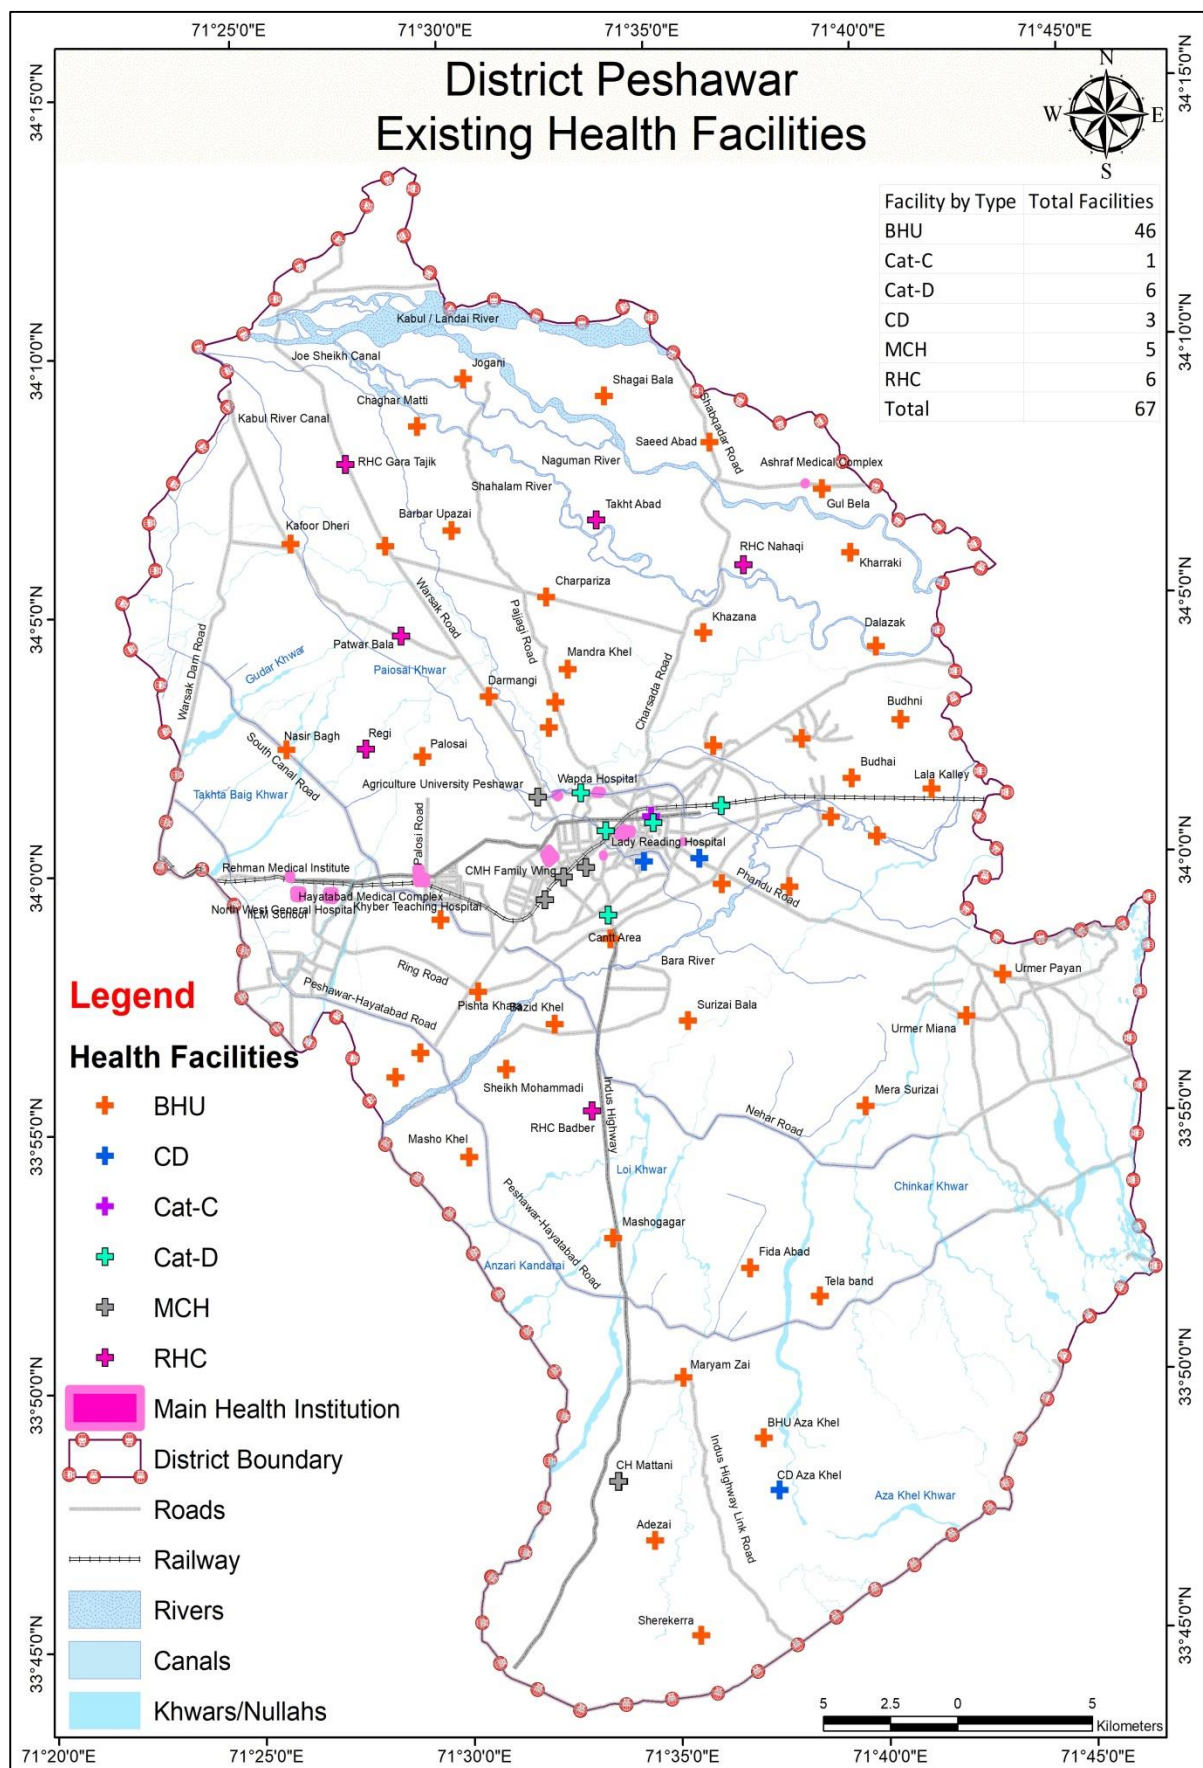 71°25'0"E 71°30'0"E 71°35'0"E 71°40'0"E 71°45'0"E
District Peshawar
Existing Health Facilities
N
W E
S
Facility by Type Total Facilities
BHU 46
Cat-C 1
Cat-D 6
CD 3
MCH 5
RHC 6
Total 67
34°15'0"N
34°15'0"N
34°10'0"N
34°10'0"N
34°5'0"N
34°5'0"N
34°0'0"N
34°0'0"N
33°55'0"N
33°55'0"N
33°50'0"N
33°50'0"N
33°45'0"N
33°45'0"N
Kabul / Landai River
Joe Sheikh Canal
Jogani
Shagai Bala
Chaghar Matti
Shabqadar Road
Kabul River Canal
Saeed Abad
RHC Gara Tajik
Naguman River
Ashraf Medical Complex
Shahalam River
Takht Abad
Gul Bela
Barbar Upazai
Kafoor Dheri
RHC Nahaqi
Kharraki
Charpariza
Warsak Road
Pajjagi Road
Khazana
Dalazak
Patwar Bala
Gudar Khwar
Paiosai Khwar
Mandra Khel
Warsak Dam Road
Darmangi
Charsada Road
Budhni
Nasir Bagh
Regi
Palosai
South Canal Road
Budhai
Lala Kalley
Agriculture University Peshawar
Wapda Hospital
Takhta Baig Khwar
Palosi Road
Lady Reading Hospital
Rehman Medical Institute
CMH Family Wing
Phandu Road
Hayatabad Medical Complex
North West General Hospital
Khyber Teaching Hospital
IILM School
Cantt Area
Bara River
Urmer Payan
Ring Road
Peshawar-Hayatabad Road
Pishta Khara
Bazid Khel
Surizai Bala
Urmer Miana
Sheikh Mohammadi
Indus Highway
Mera Surizai
RHC Badber
Nehar Road
Masho Khel
Loi Khwar
Chinkar Khwar
Peshawar-Hayatabad Road
Mashogagar
Anzari Kandarai
Fida Abad
Tela band
Maryam Zai
BHU Aza Khel
CH Mattani
CD Aza Khel
Indus Highway Link Road
Aza Khel Khwar
Adezai
Sherekerra
Legend
Health Facilities
BHU
CD
Cat-C
Cat-D
MCH
RHC
Main Health Institution
District Boundary
Roads
Railway
Rivers
Canals
Khwars/Nullahs
5 2.5 0 5
Kilometers
71°20'0"E 71°25'0"E 71°30'0"E 71°35'0"E 71°40'0"E 71°45'0"E